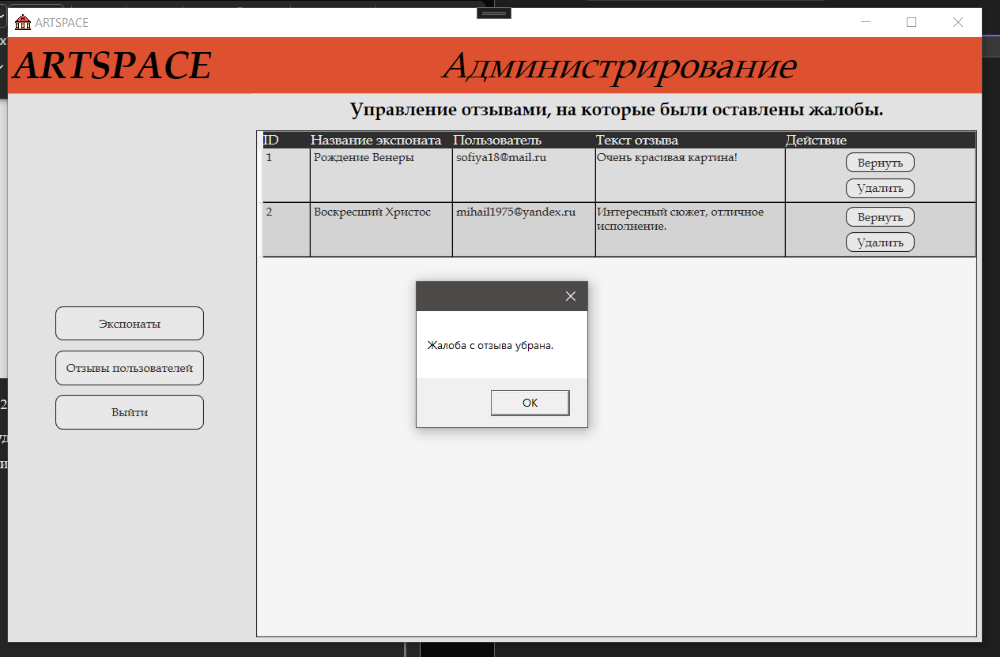 ARTSPACE
ARTSPACE Администрирование
Управление отзывами, на которые были оставлены жалобы.
ID Название экспоната Пользователь Текст отзыва Действие
1 Рождение Венеры sofiya18@mail.ru Очень красивая картина! Вернуть
Удалить
2 Воскресший Христос mihail1975@yandex.ru Интересный сюжет, отличное Вернуть
исполнение.
Удалить
Жалоба с отзыва убрана.
OK
Экспонаты
Отзывы пользователей
Выйти